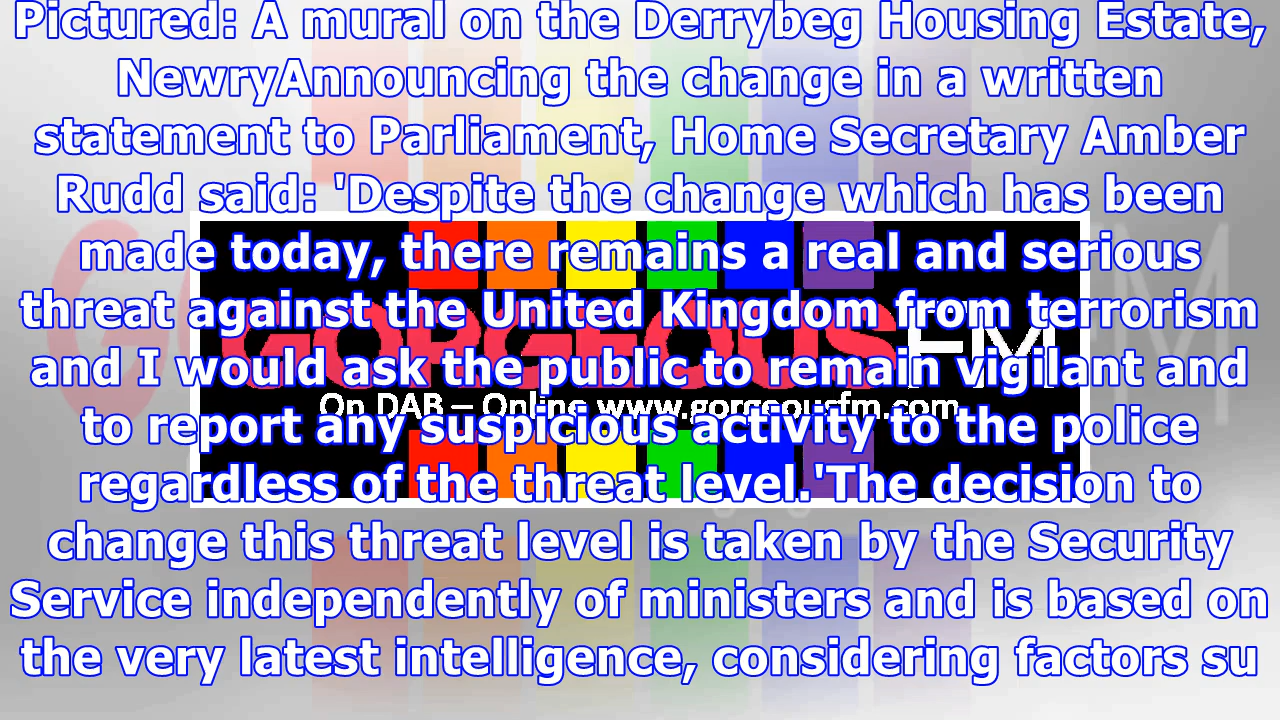 Pictured: A mural on the Derrybeg Housing Estate,
NewryAnnouncing the change in a written
statement to Parliament, Home Secretary Amber
Rudd said: 'Despite the change which has been
made today, there remains a real and serious
threat against the United Kingdom from terrorism
GORGEOUS FM
and I would ask the public to remain vigilant and
On DAB – Online www.gorgeousfm.com
to report any suspicious activity to the police
regardless of the threat level.'The decision to
change this threat level is taken by the Security
Service independently of ministers and is based on
the very latest intelligence, considering factors su